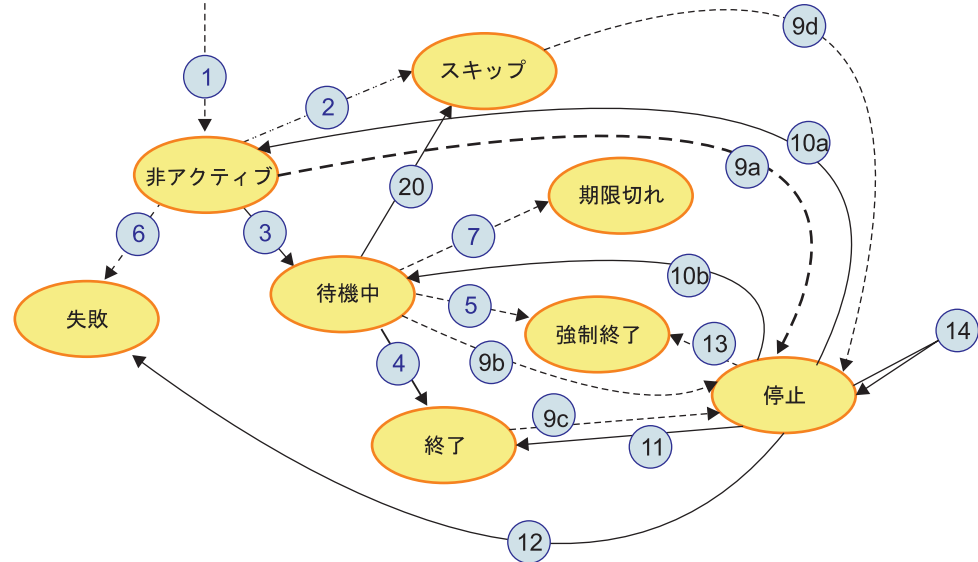 9d
スキップ
1
2
10a
9a
非アクティブ
20
期限切れ
6
3
7
10b
待機中
5
失敗
強制終了
13
14
4
9b
停止
9c
終了
11
12